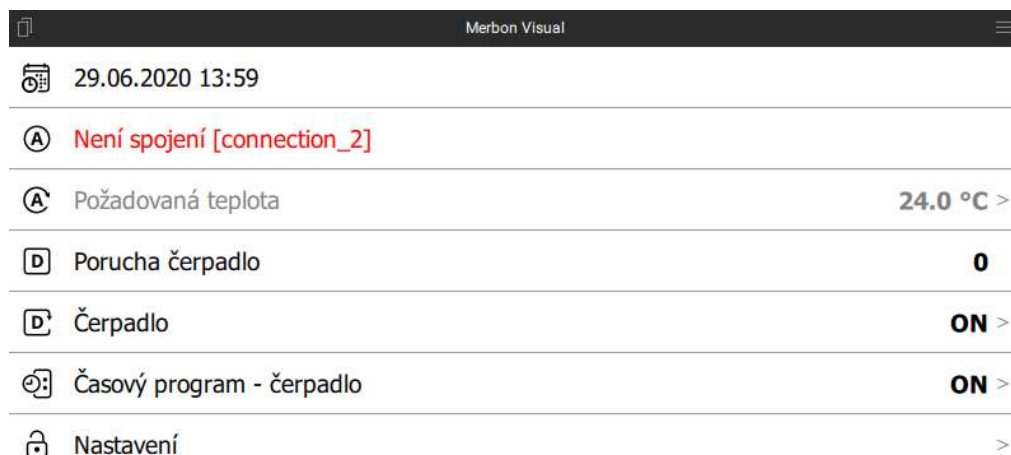 Merbon Visual
29.06.2020 13:59
A Není spojení [connection_2]
A Požadovaná teplota 24.0 °C >
D Porucha čerpadlo 0
D Čerpadlo ON >
Časový program - čerpadlo ON >
Nastavení >